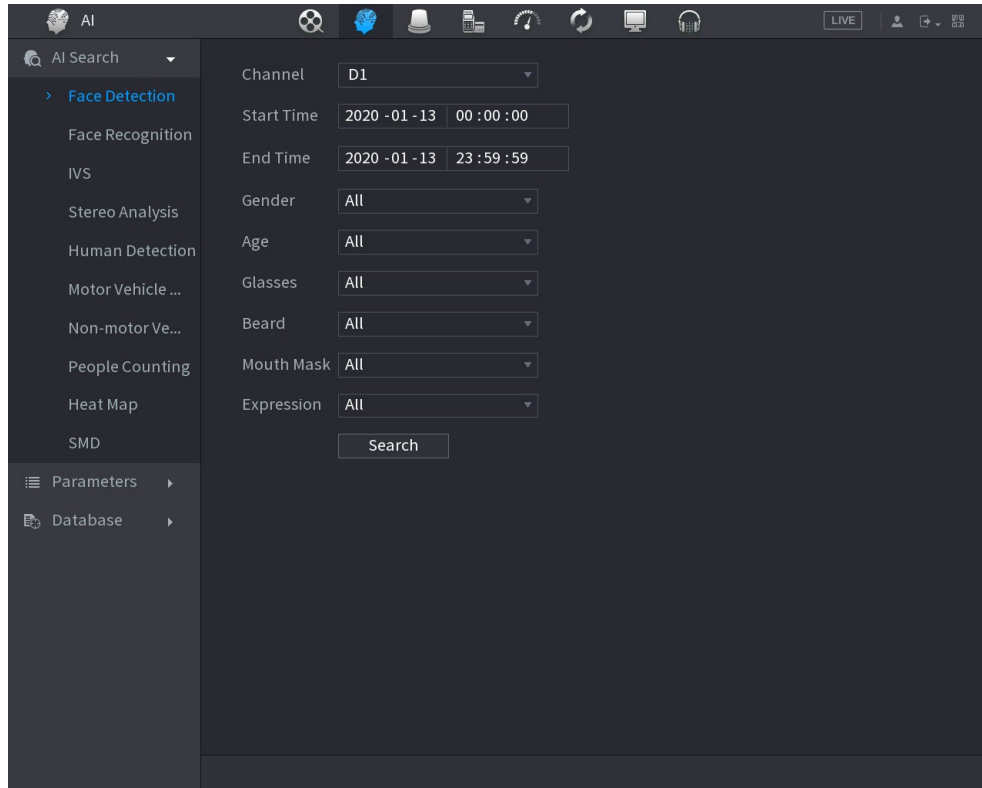 AI
LIVE
AI Search
Face Detection
Face Recognition
IVS
Stereo Analysis
Human Detection
Motor Vehicle ...
Non-motor Ve...
People Counting
Heat Map
SMD
Parameters
Database
Channel D1
Start Time 2020 -01 -13 00 : 00 : 00
End Time 2020 -01 -13 23 : 59 : 59
Gender All
Age All
Glasses All
Beard All
Mouth Mask All
Expression All
Search